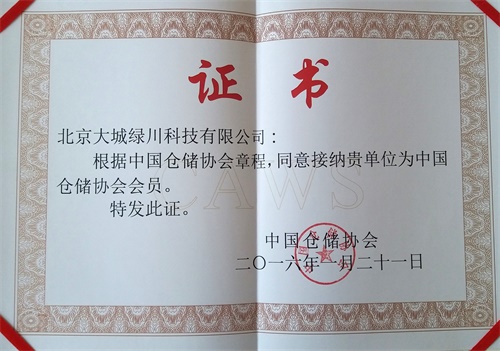 证书
北京大城绿川科技有限公司：
根据中国仓储协会章程，同意接纳贵单位为中国
仓储协会会员。
特发此证。
CAWS
中国仓储协会
二〇一六年一月二十一日